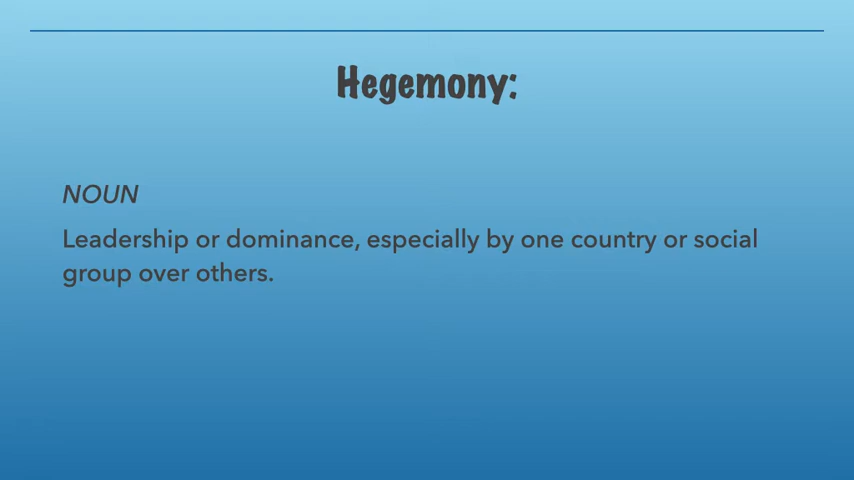 Hegemony:
NOUN
Leadership or dominance, especially by one country or social
group over others.